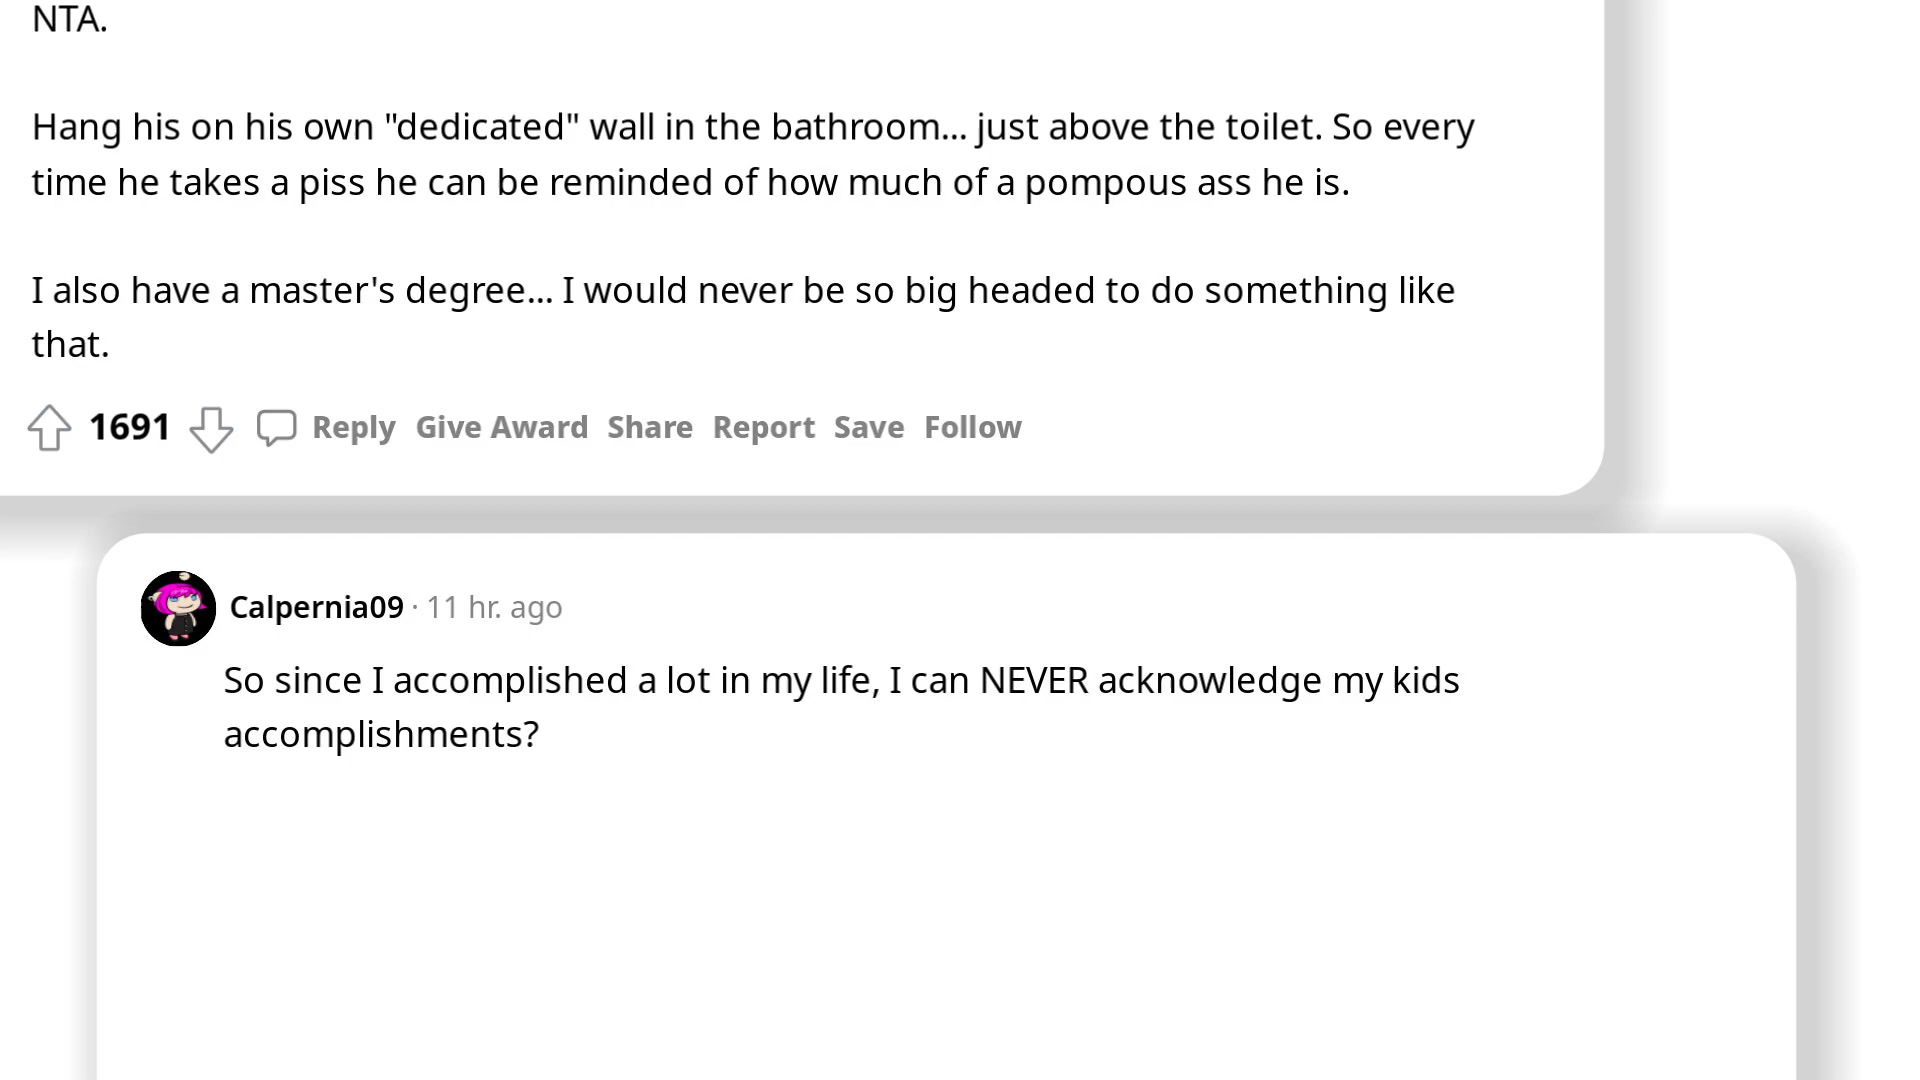 NTA.
Hang his on his own "dedicated" wall in the bathroom... just above the toilet. So every
time he takes a piss he can be reminded of how much of a pompous ass he is.
I also have a master's degree... I would never be so big headed to do something like
that.
1691 Reply Give Award Share Report Save Follow
Calpernia09 · 11 hr. ago
So since I accomplished a lot in my life, I can NEVER acknowledge my kids
accomplishments?